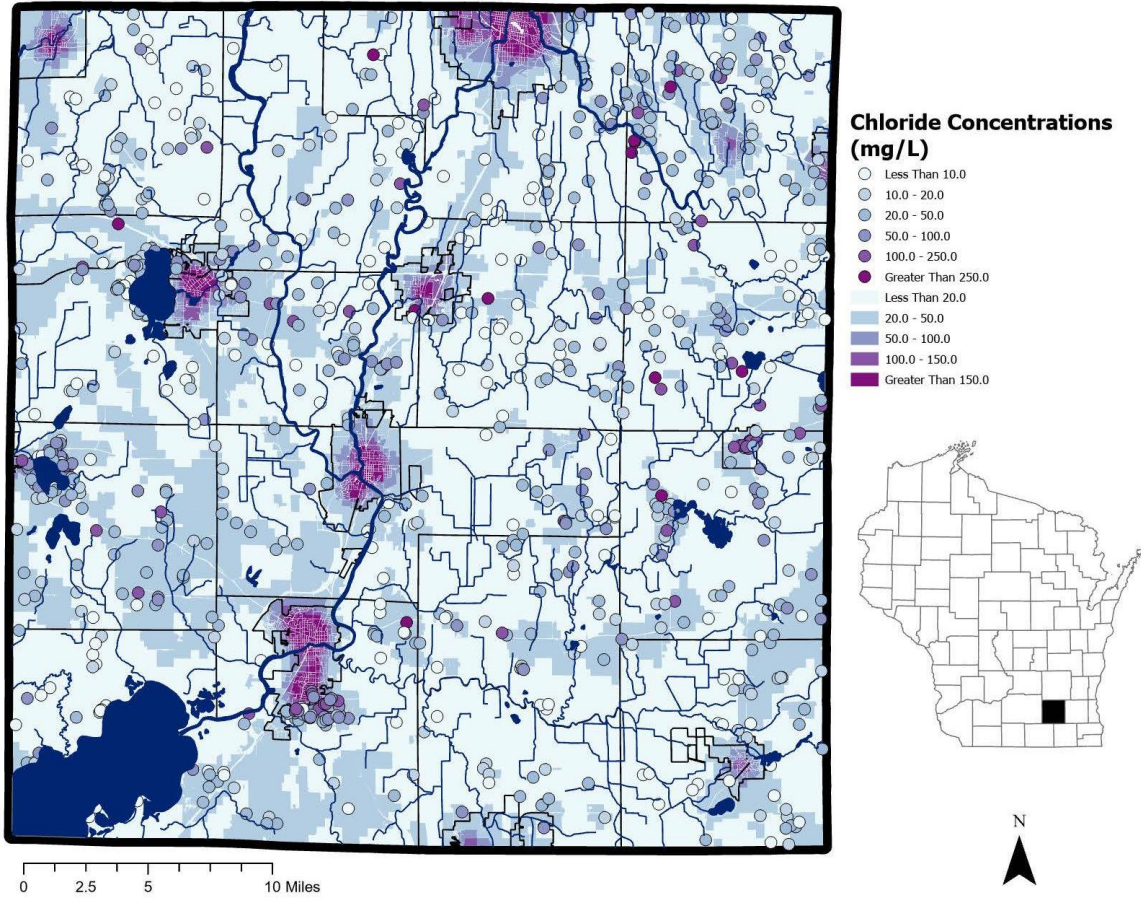 Chloride Concentrations
(mg/L)
Less Than 10.0
10.0 - 20.0
20.0 - 50.0
50.0 - 100.0
100.0 - 250.0
Greater Than 250.0
Less Than 20.0
20.0 - 50.0
50.0 - 100.0
100.0 - 150.0
Greater Than 150.0
N
0 2.5 5 10 Miles